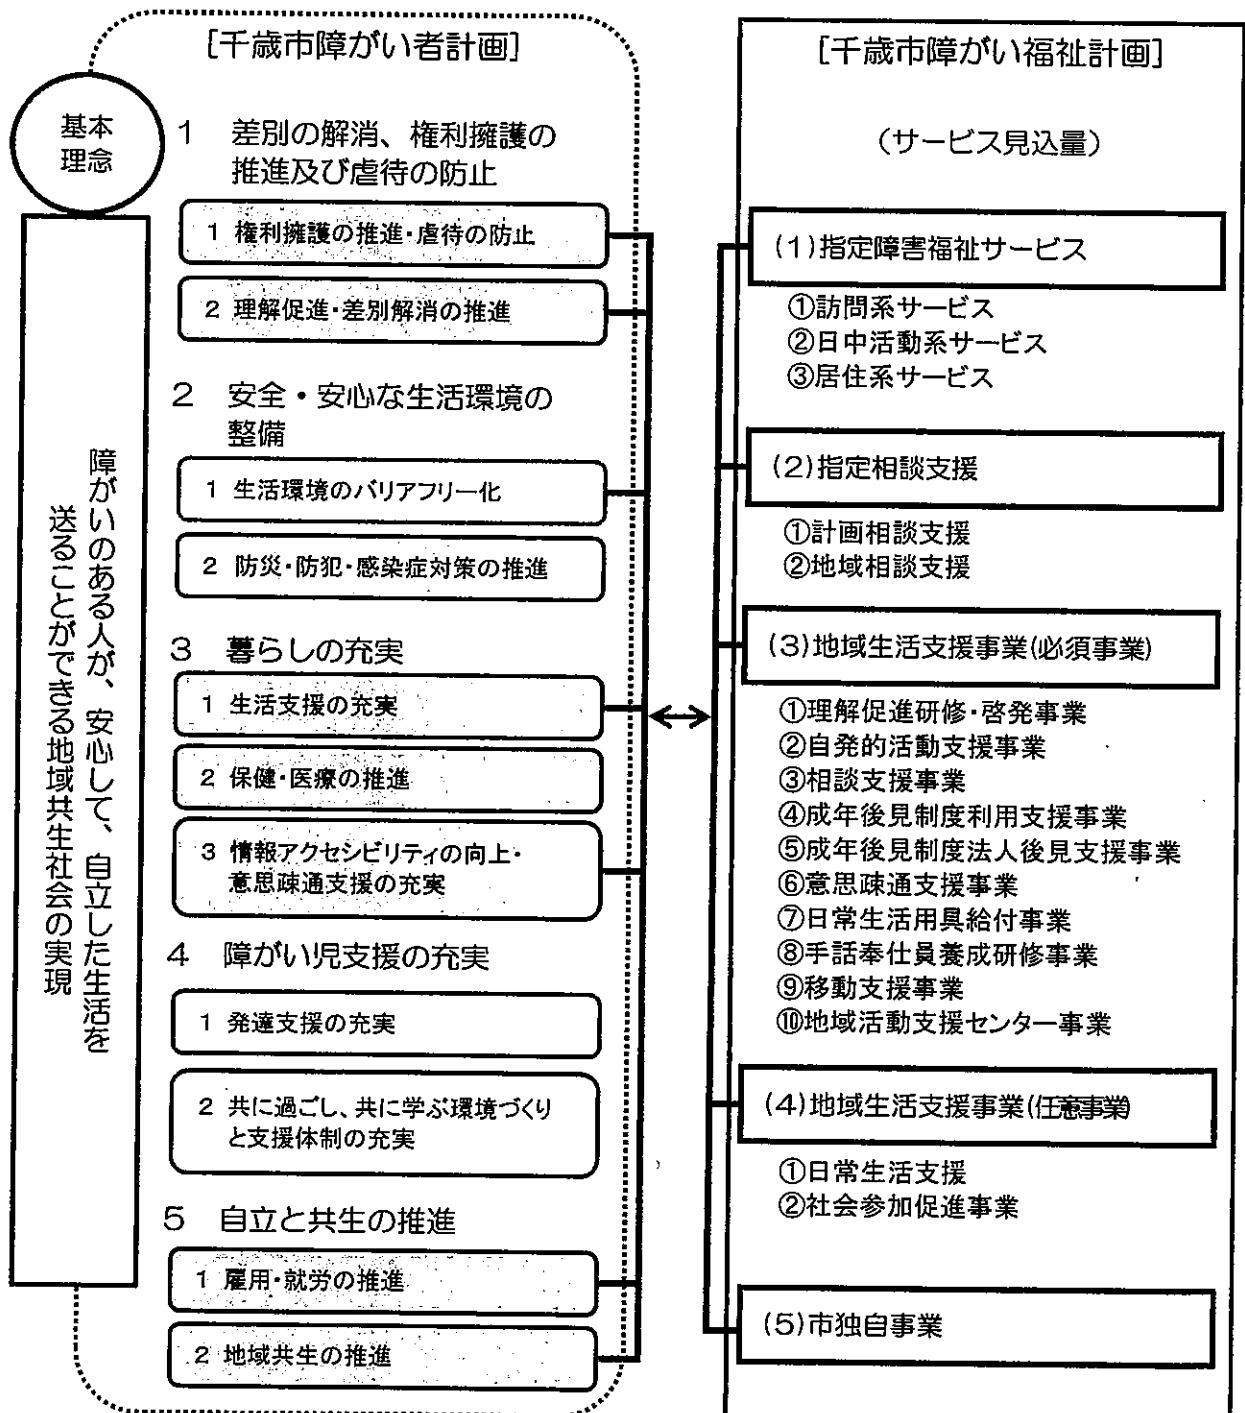 [千歳市障がい者計画]
基本
理念
障がいのある人が、安心して、自立した生活を
送ることができる地域共生社会の実現
1 差別の解消、権利擁護の
推進及び虐待の防止
1 権利擁護の推進・虐待の防止
2 理解促進・差別解消の推進
2 安全・安心な生活環境の
整備
1 生活環境のバリアフリー化
2 防災・防犯・感染症対策の推進
3 暮らしの充実
1 生活支援の充実
2 保健・医療の推進
3 情報アクセシビリティの向上・
意思疎通支援の充実
4 障がい児支援の充実
1 発達支援の充実
2 共に過ごし、共に学ぶ環境づくり
と支援体制の充実
5 自立と共生の推進
1 雇用・就労の推進
2 地域共生の推進
[千歳市障がい福祉計画]
（サービス見込量）
(1)指定障害福祉サービス
①訪問系サービス
②日中活動系サービス
③居住系サービス
(2)指定相談支援
①計画相談支援
②地域相談支援
(3)地域生活支援事業(必須事業)
①理解促進研修・啓発事業
②自発的活動支援事業
③相談支援事業
④成年後見制度利用支援事業
⑤成年後見制度法人後見支援事業
⑥意思疎通支援事業
⑦日常生活用具給付事業
⑧手話奉仕員養成研修事業
⑨移動支援事業
⑩地域活動支援センター事業
(4)地域生活支援事業(任意事業)
①日常生活支援
②社会参加促進事業
(5)市独自事業